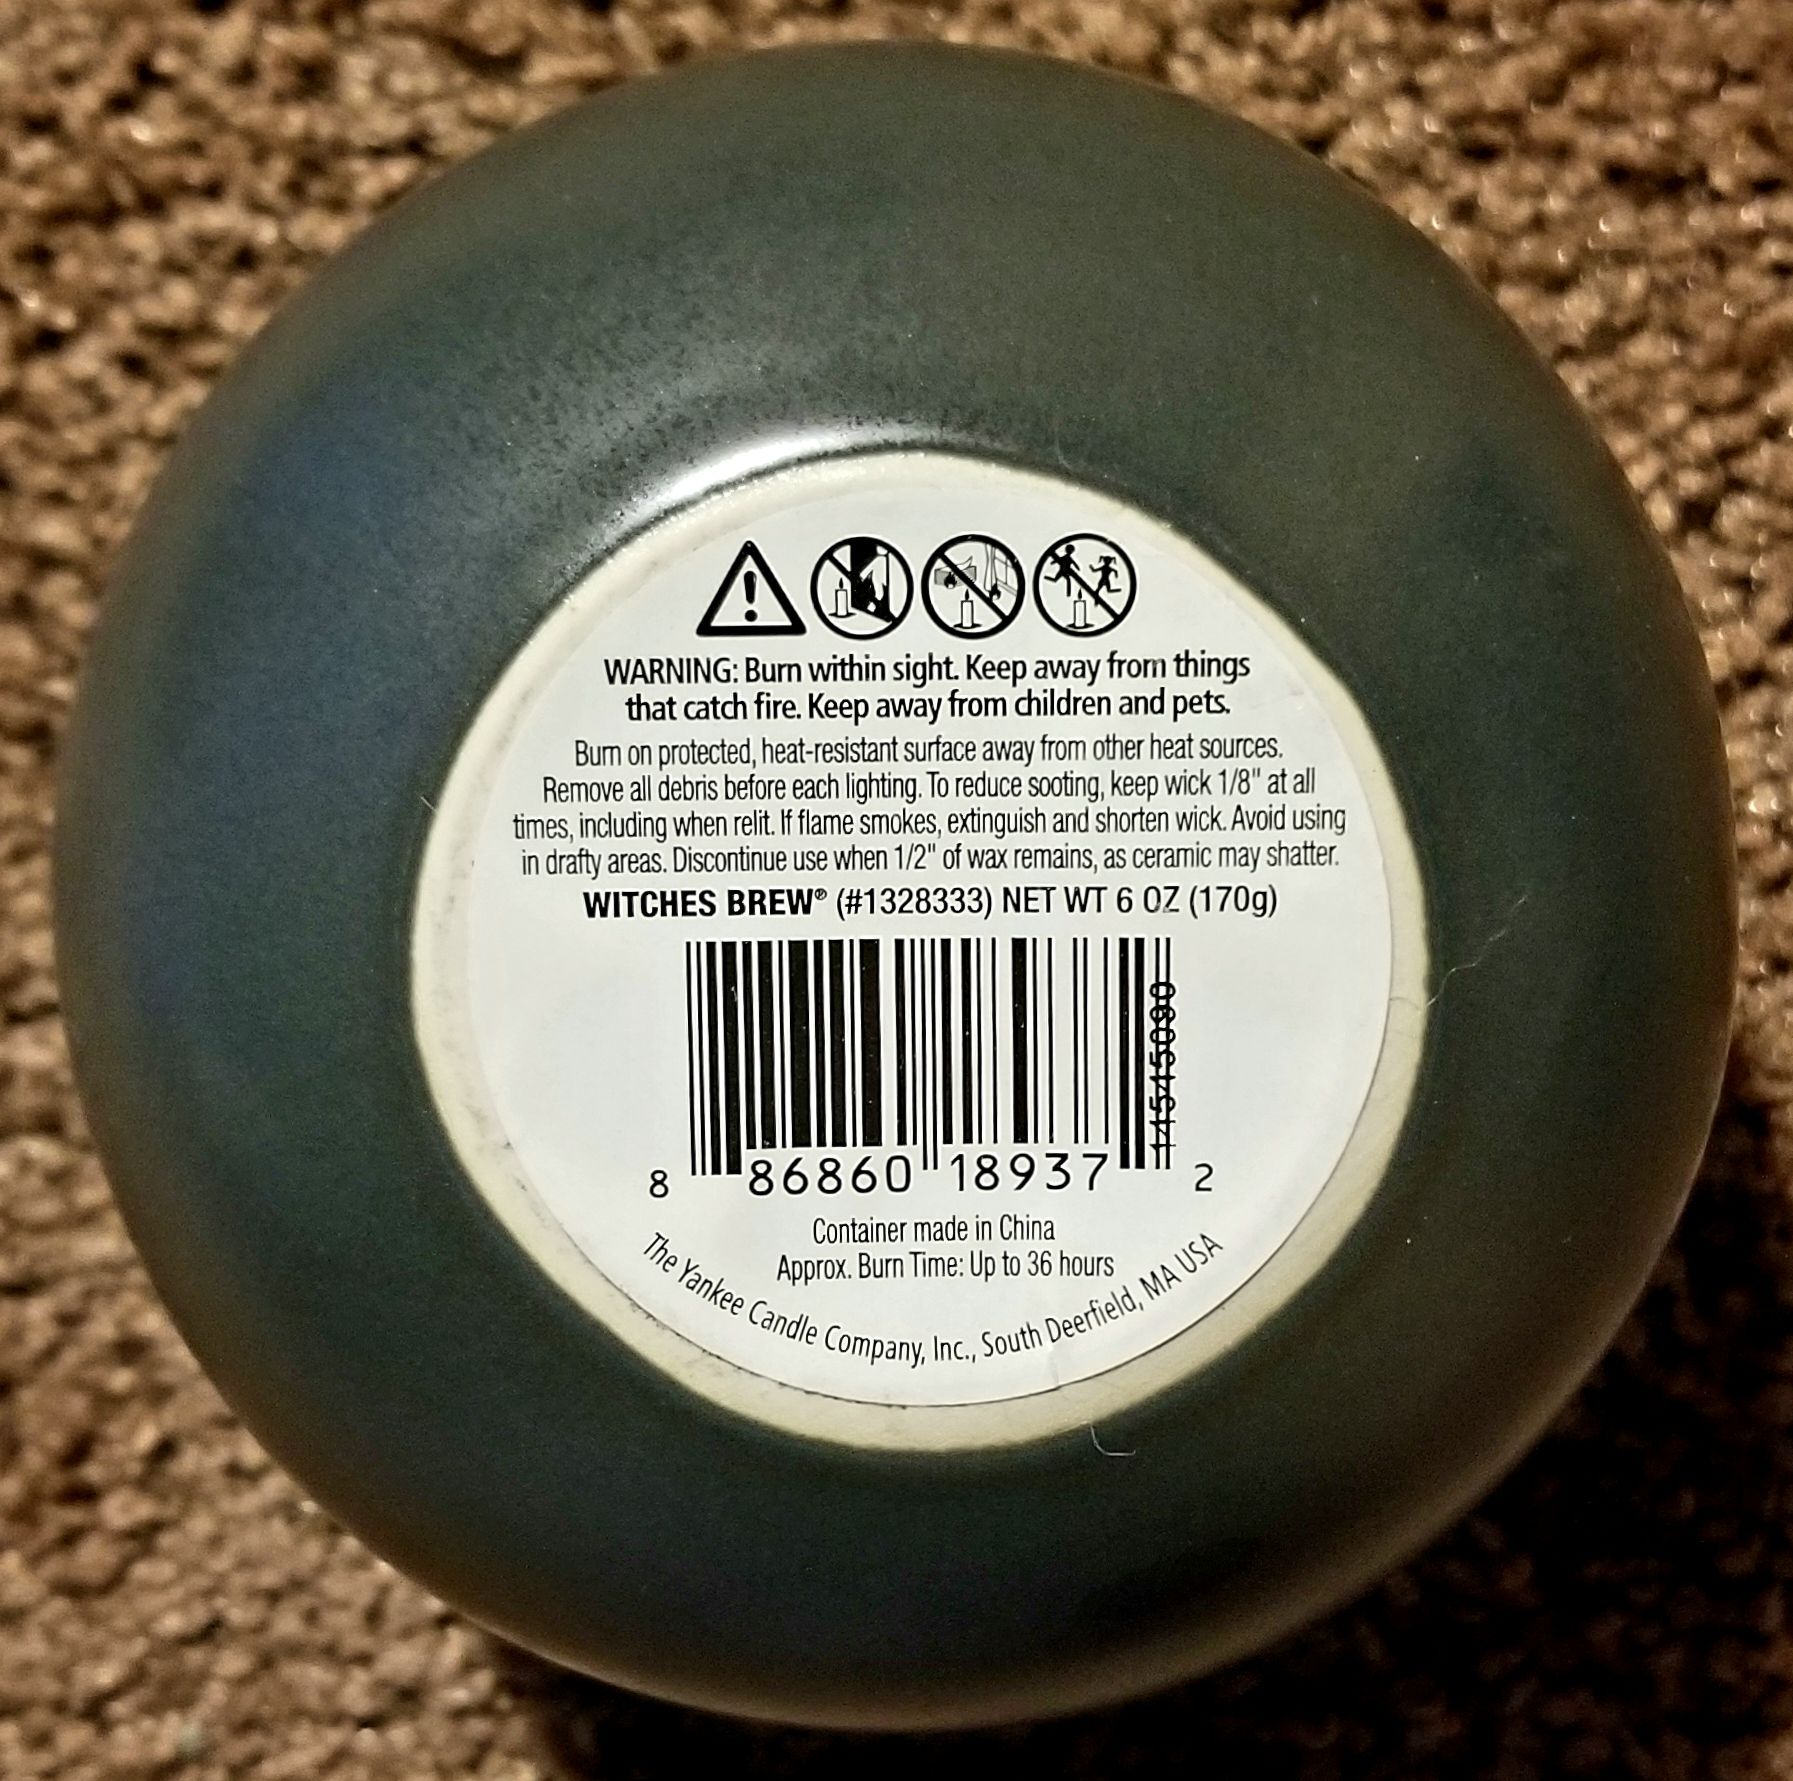 WARNING: Burn within sight. Keep away from things
that catch fire. Keep away from children and pets.
Burn on protected, heat-resistant surface away from other heat sources.
Remove all debris before each lighting. To reduce sooting, keep wick 1/8" at all
times, including when relit. If flame smokes, extinguish and shorten wick. Avoid using
in drafty areas. Discontinue use when 1/2" of wax remains, as ceramic may shatter.
WITCHES BREW® (#1328333) NET WT 6 OZ (170g)
8 86860 18937 2
Container made in China
Approx. Burn Time: Up to 36 hours
The Yankee Candle Company, Inc., South Deerfield, MA USA